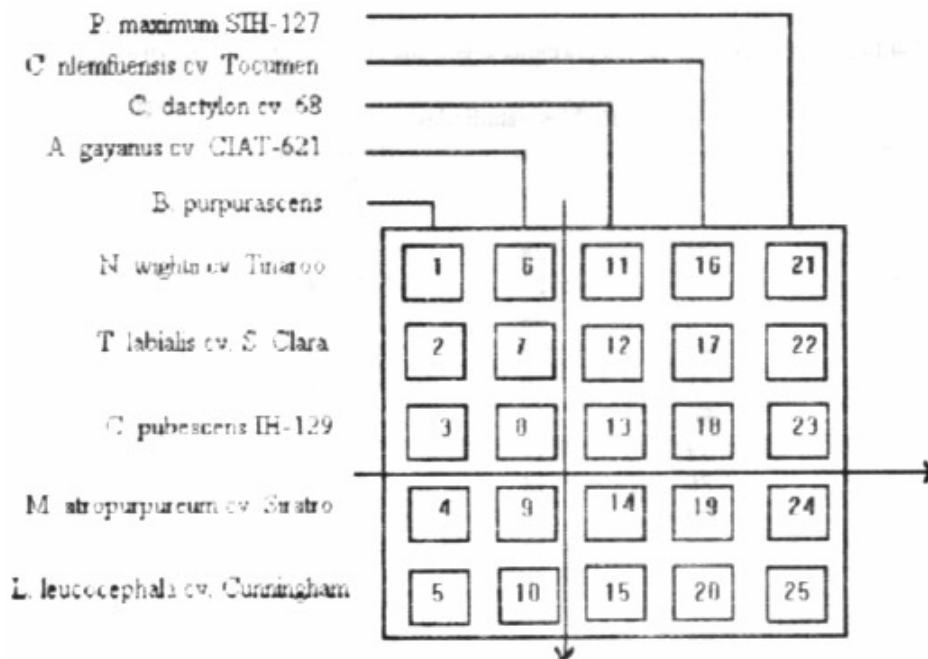 P. maximum SIH-127
C. nlemfuensis cv. Tocumen
C. dactylon cv. 68
A. gayanus cv. CIAT-621
B. purpurascens
N. wightii cv. Tinaroo
1 6 11 16 21
T. labialis cv. S. Clara
2 7 12 17 22
C. pubescens IH-129
3 8 13 18 23
M. atropurpureum cv. Siratro
4 9 14 19 24
L. leucocephala cv. Cunningham
5 10 15 20 25